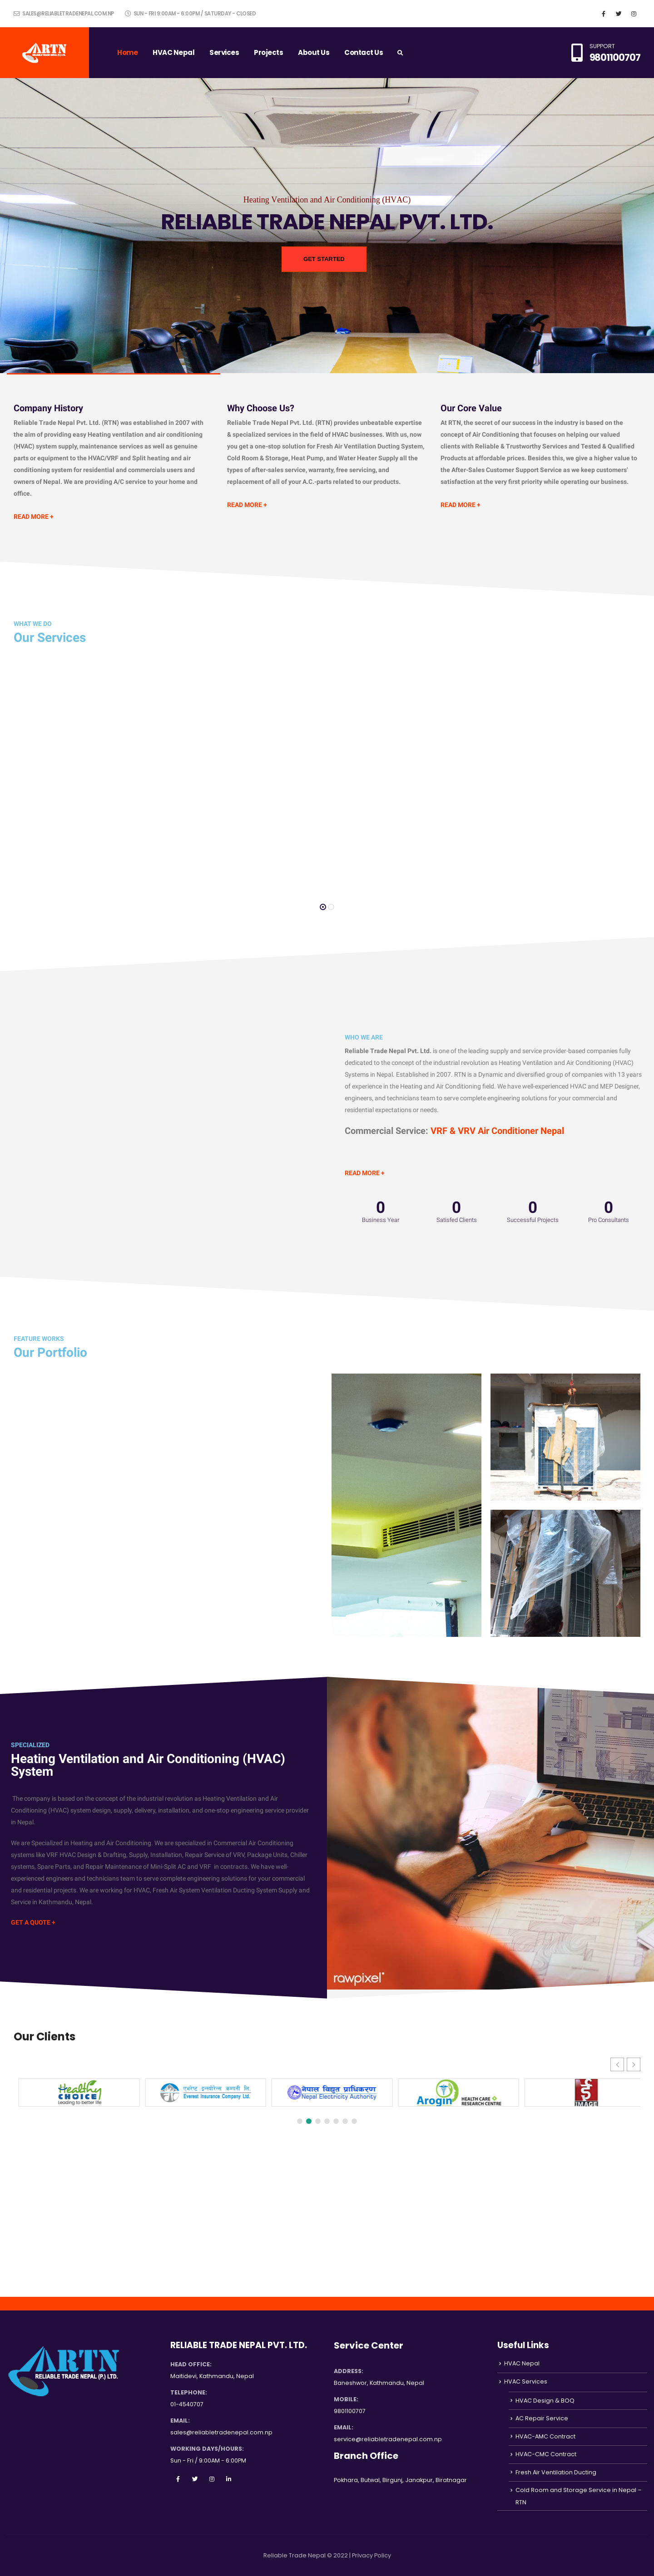 SALES@RELIABLETRADENEPAL.COM.NP
SUN - FRI 9:00AM - 6:00PM / SATURDAY - CLOSED
ARTN
Home
HVAC Nepal
Services
Projects
About Us
Contact Us
SUPPORT
9801100707
Heating Ventilation and Air Conditioning (HVAC)
RELIABLE TRADE NEPAL PVT. LTD.
GET STARTED
Company History
Reliable Trade Nepal Pvt. Ltd. (RTN) was established in 2007 with
the aim of providing easy Heating ventilation and air conditioning
(HVAC) system supply, maintenance services as well as genuine
parts or equipment to the HVAC/VRF and Split heating and air
conditioning system for residential and commercial users and
owners of Nepal. We are providing A/C service to your home and
office.
READ MORE +
Why Choose Us?
Reliable Trade Nepal Pvt. Ltd. (RTN) provides unbeatable expertise
& specialized services in the field of HVAC businesses. With us, now
you get a one-stop solution for Fresh Air Ventilation Ducting System,
Cold Room & Storage, Heat Pump, and Water Heater Supply all the
types of after-sales service, warranty, free servicing, and
replacement of all of your A.C.-parts related to our products.
READ MORE +
Our Core Value
At RTN, the secret of our success in the industry is based on the
concept of Air Conditioning that focuses on helping our valued
clients with Reliable & Trustworthy Services and Tested & Qualified
Products at affordable prices. Besides this, we give a higher value to
the After-Sales Customer Support Service as we keep customers'
satisfaction at the very first priority while operating our business.
READ MORE +
WHAT WE DO
Our Services
WHO WE ARE
Reliable Trade Nepal Pvt. Ltd. is one of the leading supply and service provider-based companies fully
dedicated to the concept of the industrial revolution as Heating Ventilation and Air Conditioning (HVAC)
Systems in Nepal. Established in 2007. RTN is a Dynamic and diversified group of companies with 13 years
of experience in the Heating and Air Conditioning field. We have well-experienced HVAC and MEP Designer,
engineers, and technicians team to serve complete engineering solutions for your commercial and
residential expectations or needs.
Commercial Service: VRF & VRV Air Conditioner Nepal
READ MORE +
0
Business Year
0
Satisfed Clients
0
Successful Projects
0
Pro Consultants
FEATURE WORKS
Our Portfolio
SPECIALIZED
Heating Ventilation and Air Conditioning (HVAC)
System
The company is based on the concept of the industrial revolution as Heating Ventilation and Air
Conditioning (HVAC) system design, supply, delivery, installation, and one-stop engineering service provider
in Nepal.
We are Specialized in Heating and Air Conditioning. We are specialized in Commercial Air Conditioning
systems like VRF HVAC Design & Drafting, Supply, Installation, Repair Service of VRV, Package Units, Chiller
systems, Spare Parts, and Repair Maintenance of Mini-Split AC and VRF in contracts. We have well-
experienced engineers and technicians team to serve complete engineering solutions for your commercial
and residential projects. We are working for HVAC, Fresh Air System Ventilation Ducting System Supply and
Service in Kathmandu, Nepal.
GET A QUOTE +
rawpixel
Our Clients
Healthy
CHOICE
Leading to better life
एभरेष्ट इन्स्योरेन्स कम्पनी लि.
Everest Insurance Company Ltd.
नेपाल विद्युत प्राधिकरण
Nepal Electricity Authority
Arogin HEALTH CARE &
RESEARCH CENTRE
IMAGE
ARTN
RELIABLE TRADE NEPAL (P.) LTD.
RELIABLE TRADE NEPAL PVT. LTD.
HEAD OFFICE:
Maitidevi, Kathmandu, Nepal
TELEPHONE:
01-4540707
EMAIL:
sales@reliabletradenepal.com.np
WORKING DAYS/HOURS:
Sun - Fri / 9:00AM - 6:00PM
Service Center
ADDRESS:
Baneshwor, Kathmandu, Nepal
MOBILE:
9801100707
EMAIL:
service@reliabletradenepal.com.np
Branch Office
Pokhara, Butwal, Birgunj, Janakpur, Biratnagar
Useful Links
HVAC Nepal
HVAC Services
HVAC Design & BOQ
AC Repair Service
HVAC-AMC Contract
HVAC-CMC Contract
Fresh Air Ventilation Ducting
Cold Room and Storage Service in Nepal –
RTN
Reliable Trade Nepal © 2022 | Privacy Policy